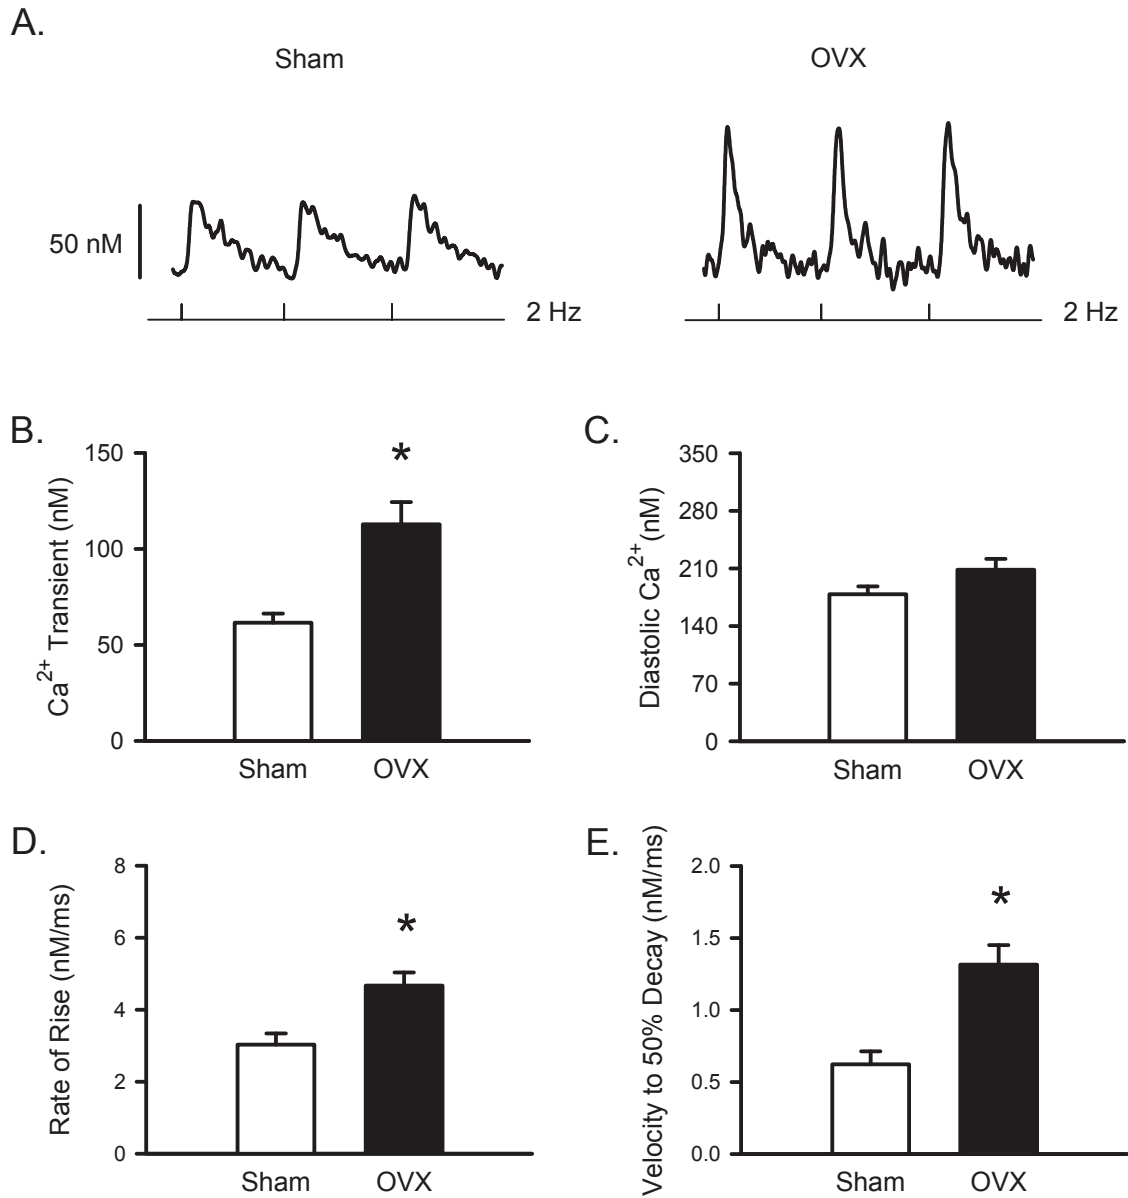 A.
Sham
OVX
50 nM
2 Hz
2 Hz
B.
150
100
50
0
Ca2+ Transient (nM)
*
Sham
OVX
C.
350
280
210
140
70
0
Diastolic Ca2+ (nM)
Sham
OVX
D.
8
6
4
2
0
Rate of Rise (nM/ms)
*
Sham
OVX
E.
2.0
1.5
1.0
0.5
0.0
Velocity to 50% Decay (nM/ms)
*
Sham
OVX